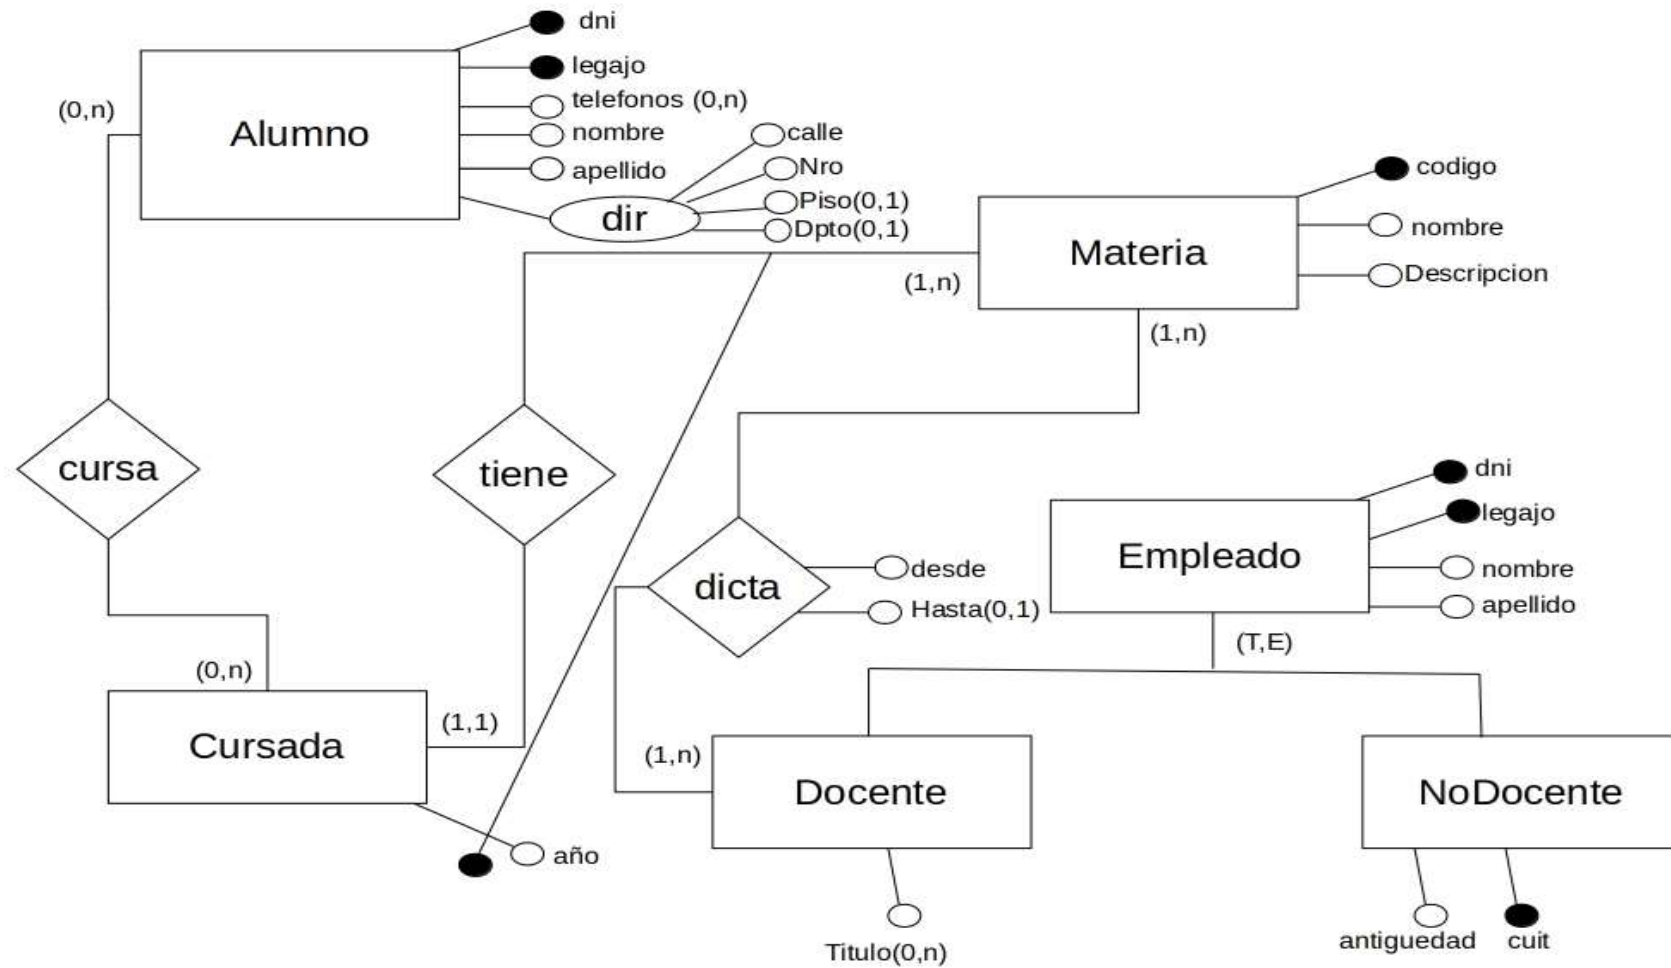 dni
legajo
telefonos (0,n)
nombre
apellido
(0,n)
Alumno
calle
Nro
Piso(0,1)
Dpto(0,1)
dir
codigo
nombre
Descripcion
Materia
(1,n)
(1,n)
cursa
tiene
dicta
desde
Hasta(0,1)
dni
legajo
nombre
apellido
Empleado
(T,E)
(0,n)
Cursada
(1,1)
año
(1,n)
Docente
Titulo(0,n)
NoDocente
antiguedad
cuit